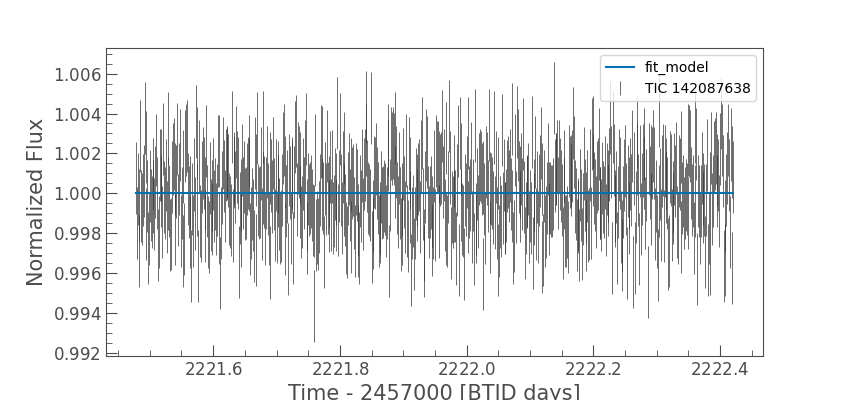 1.006
1.004
1.002
1.000
0.998
0.996
0.994
0.992
Normalized Flux
fit_model
TIC 142087638
2221.6 2221.8 2222.0 2222.2 2222.4
Time - 2457000 [BTJD days]